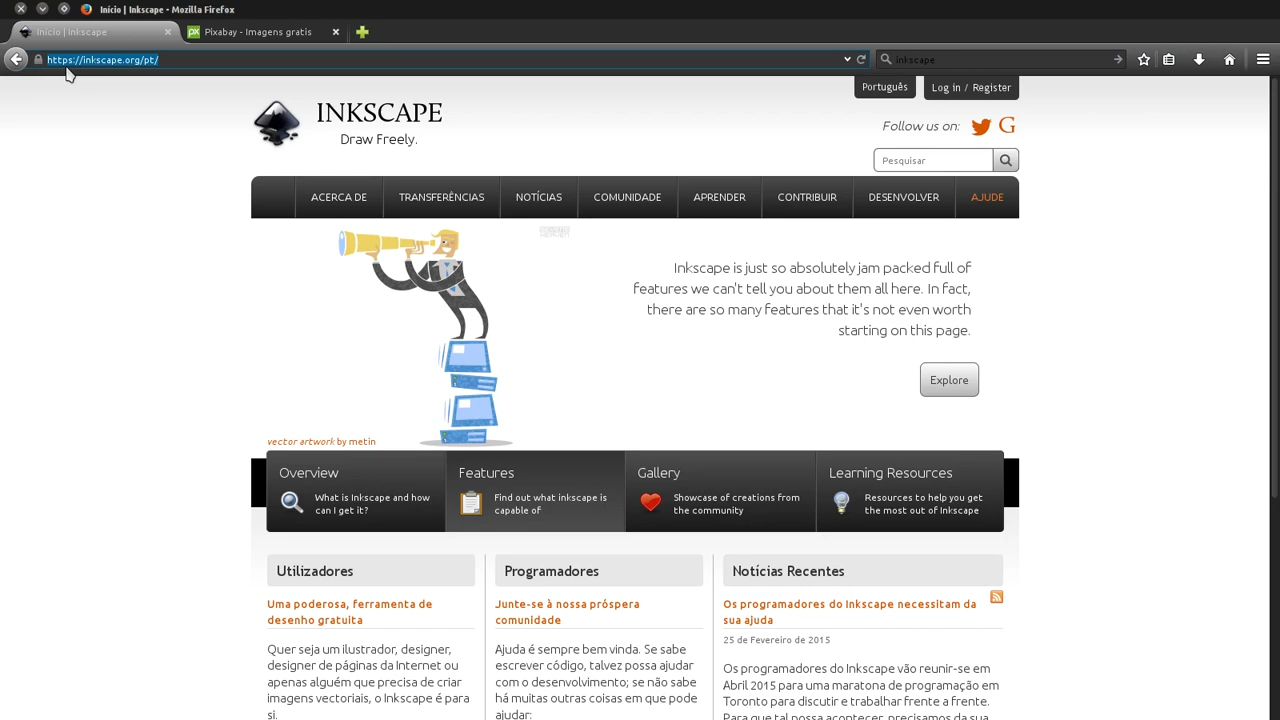 Início | Inkscape - Mozilla Firefox
Início | Inkscape
Pixabay - Imagens gratis
https://inkscape.org/pt/
inkscape
Português
Log in / Register
INKSCAPE
Draw Freely.
Follow us on:
Pesquisar
ACERCA DE
TRANSFERÊNCIAS
NOTÍCIAS
COMUNIDADE
APRENDER
CONTRIBUIR
DESENVOLVER
AJUDE
Inkscape is just so absolutely jam packed full of
features we can't tell you about them all here. In fact,
there are so many features that it's not even worth
starting on this page.
Explore
vector artwork by metin
Overview
What is Inkscape and how
can I get it?
Features
Find out what inkscape is
capable of
Gallery
Showcase of creations from
the community
Learning Resources
Resources to help you get
the most out of Inkscape
Utilizadores
Uma poderosa, ferramenta de
desenho gratuita
Quer seja um ilustrador, designer,
designer de páginas da Internet ou
apenas alguém que precisa de criar
imagens vectoriais, o Inkscape é para
si.
Programadores
Junte-se à nossa próspera
comunidade
Ajuda é sempre bem vinda. Se sabe
escrever código, talvez possa ajudar
com o desenvolvimento; se não sabe
há muitas outras coisas em que pode
ajudar:
Notícias Recentes
Os programadores do Inkscape necessitam da
sua ajuda
25 de Fevereiro de 2015
Os programadores do Inkscape vão reunir-se em
Abril 2015 para uma maratona de programação em
Toronto para discutir e trabalhar frente a frente.
Para que tal possa acontecer, precisamos da sua